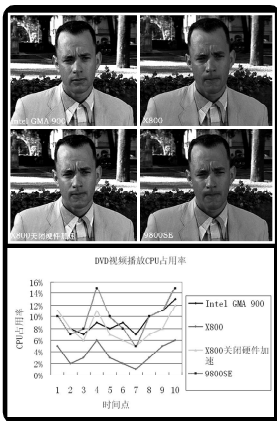 Intel GMA 900
X800
X800关闭硬件加速
9800SE
DVD视频播放CPU占用率
CPU占用率
16%
14%
12%
10%
8%
6%
4%
2%
0%
1 2 3 4 5 6 7 8 9 10
时间点
Intel GMA 900
X800
X800关闭硬件加
速
9800SE